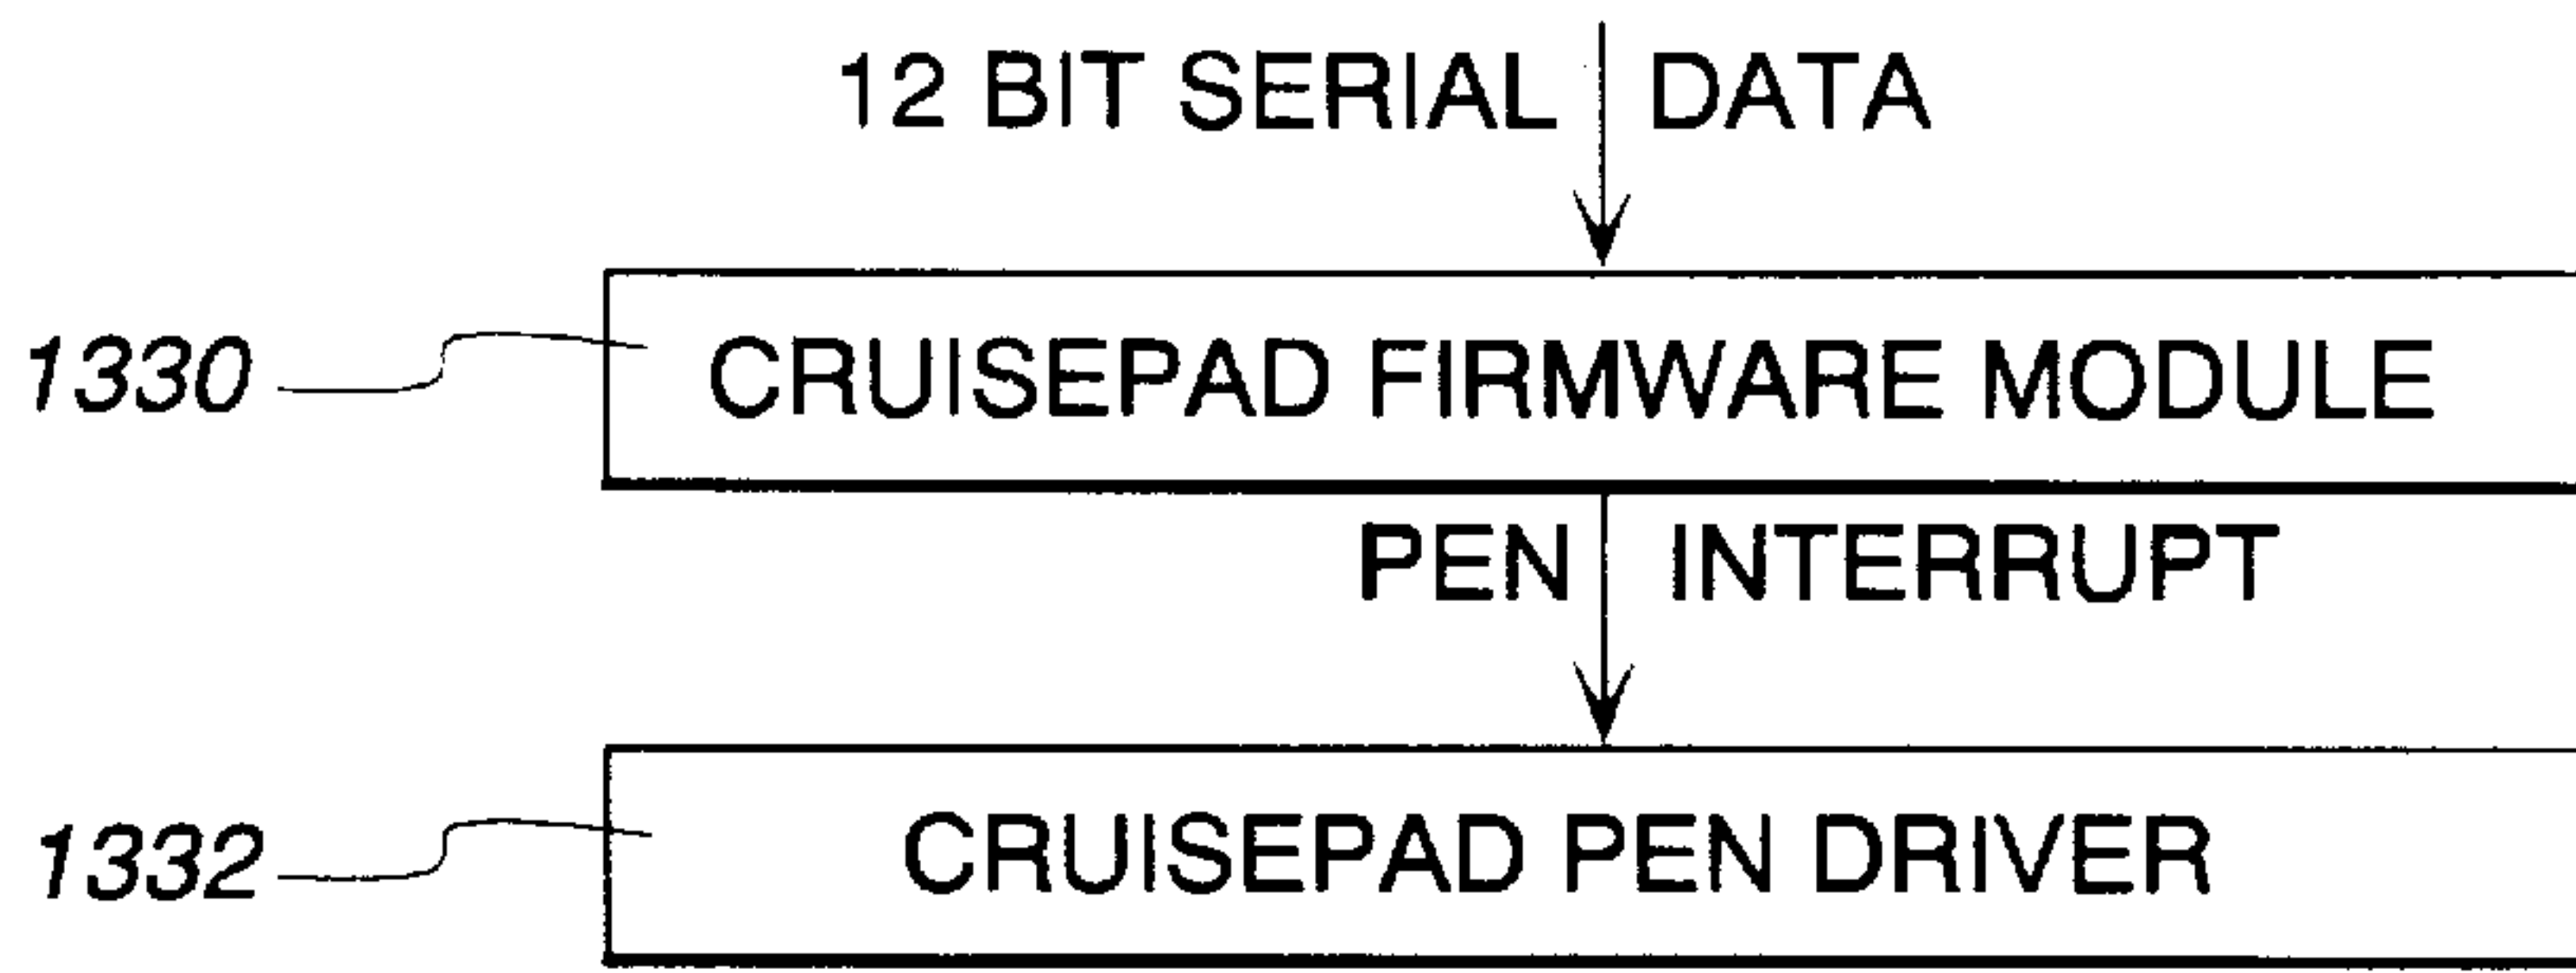 12 BIT SERIAL DATA
1330 CRUISEPAD FIRMWARE MODULE
PEN INTERRUPT
1332 CRUISEPAD PEN DRIVER